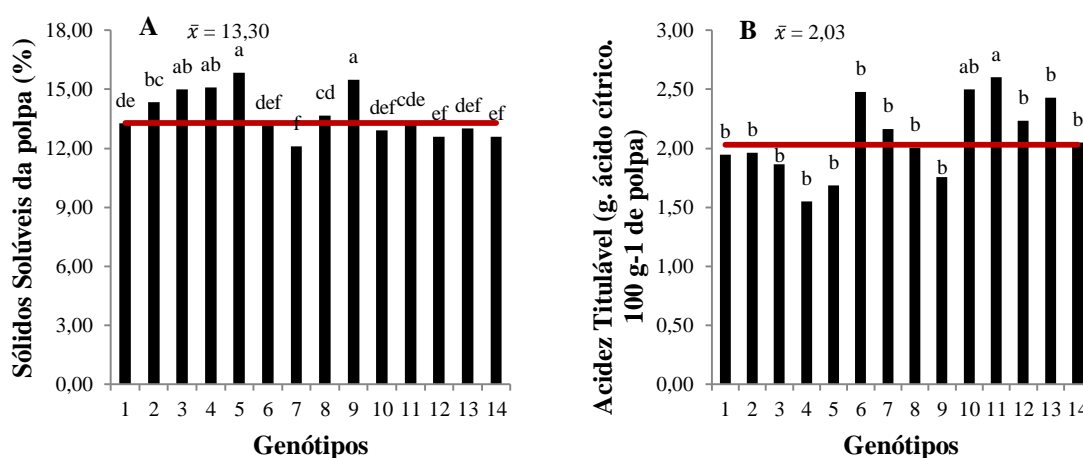 A x̄ = 13,30
Sólidos Solúveis da polpa (%)
18,00
15,00
12,00
9,00
6,00
3,00
0,00
de bc ab ab a def f cd a def cde ef def ef
1 2 3 4 5 6 7 8 9 10 11 12 13 14
Genótipos
B x̄ = 2,03
Acidez Titulável (g. ácido cítrico.
100 g-1 de polpa)
3,00
2,50
2,00
1,50
1,00
0,50
0,00
b b b b b b b b b ab a b b b
1 2 3 4 5 6 7 8 9 10 11 12 13 14
Genótipos